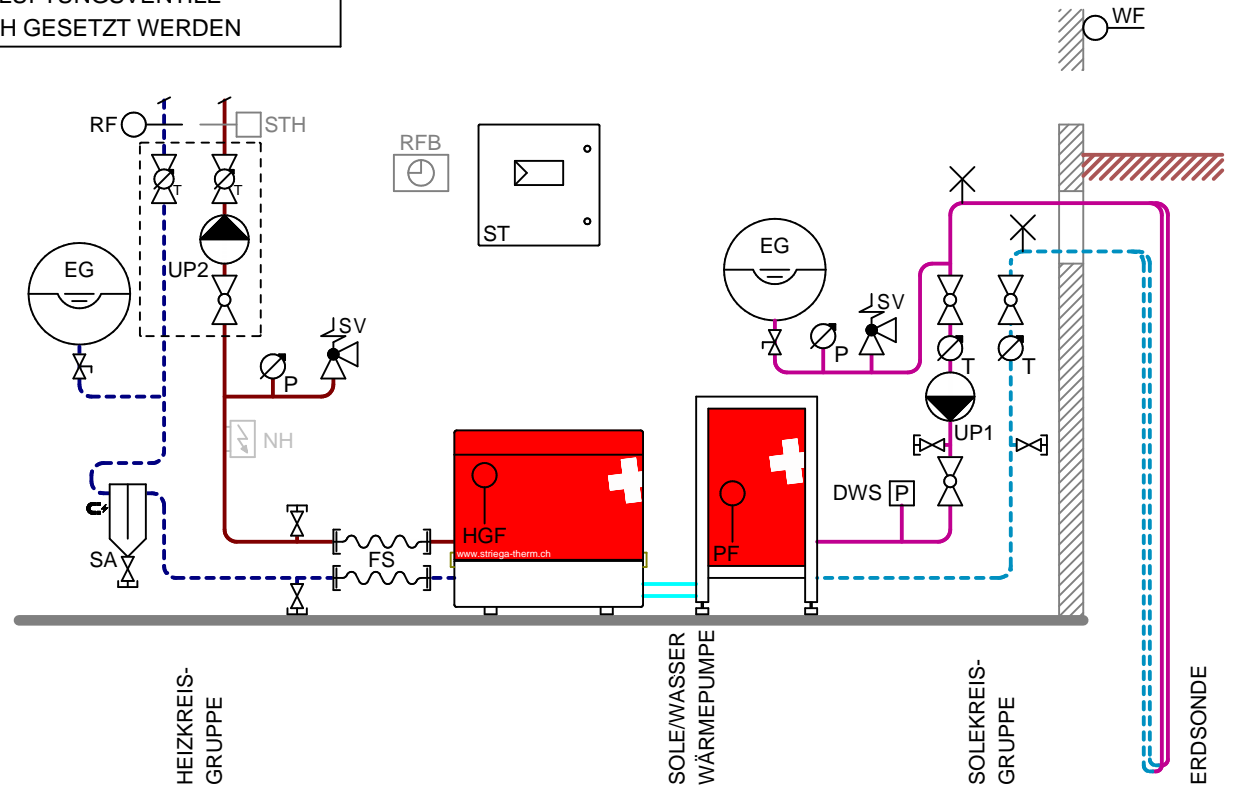 H GESETZT WERDEN
WF
RF
STH
RFB
T
T
ST
EG
UP2
EG
SV
P
SV
P
T
T
NH
UP1
DWS
P
HGF
PF
www.striega-therm.ch
SA
FS
HEIZKREIS-
GRUPPE
SOLE/WASSER
WÄRMEPUMPE
SOLEKREIS-
GRUPPE
ERDSONDE